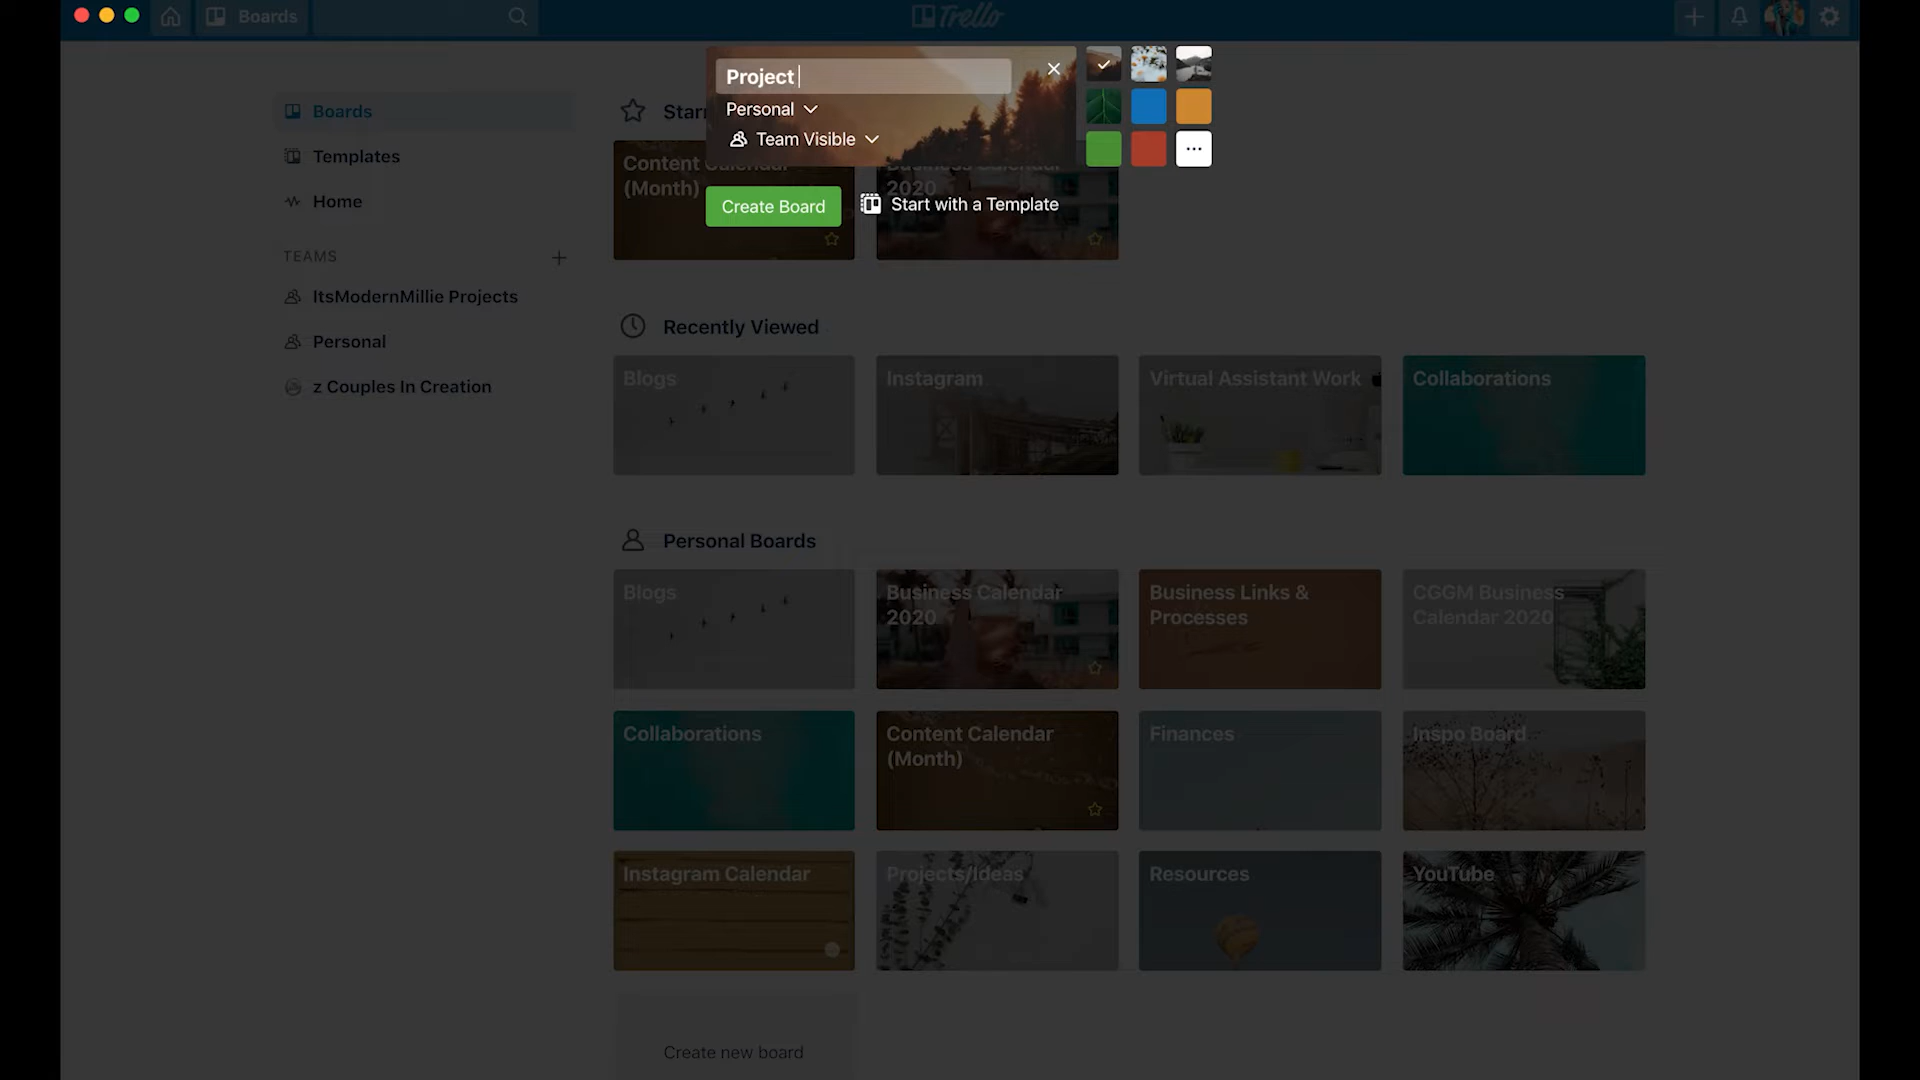 Boards
Trello
Project
Personal
Team Visible
Create Board
Start with a Template
Boards
Templates
Home
TEAMS
ItsModernMillie Projects
Personal
z Couples In Creation
Content Calendar
(Month)
Business Calendar
2020
Recently Viewed
Blogs
Instagram
Virtual Assistant Work
Collaborations
Personal Boards
Blogs
Business Calendar
2020
Business Links &
Processes
CGGM Business
Calendar 2020
Collaborations
Content Calendar
(Month)
Finances
Inspo Board
Instagram Calendar
Projects/Ideas
Resources
YouTube
Create new board